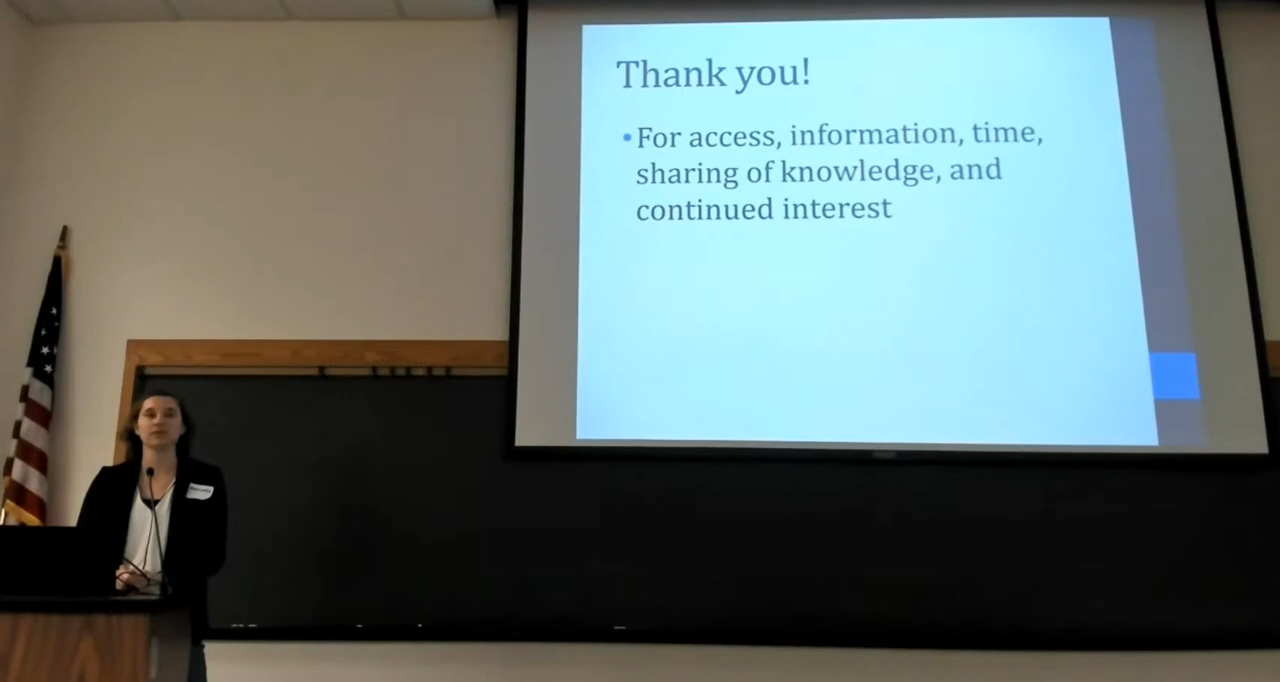 Thank you!
•For access, information, time,
sharing of knowledge, and
continued interest